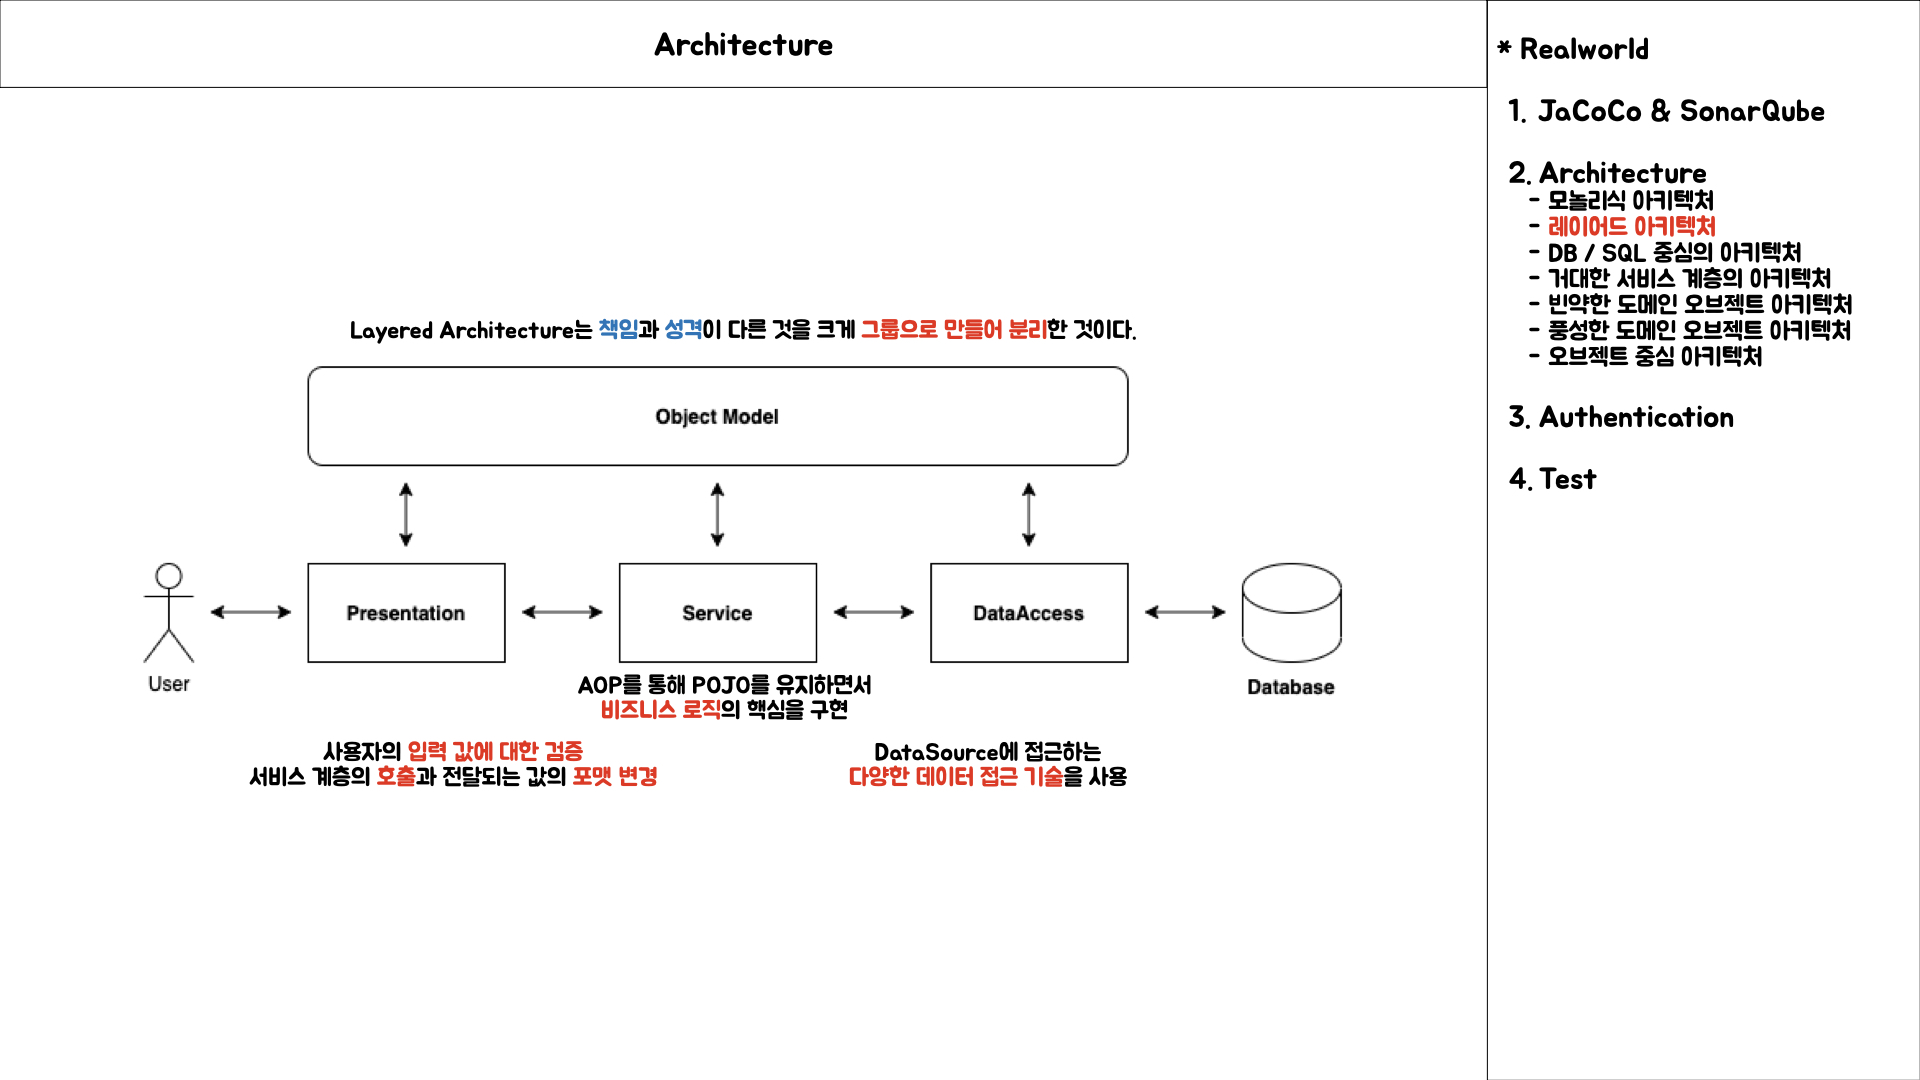 Architecture
Layered Architecture는 책임과 성격이 다른 것을 크게 그룹으로 만들어 분리한 것이다.
Object Model
Presentation
Service
DataAccess
User
Database
AOP를 통해 POJO를 유지하면서
비즈니스 로직의 핵심을 구현
사용자의 입력 값에 대한 검증
서비스 계층의 호출과 전달되는 값의 포맷 변경
DataSource에 접근하는
다양한 데이터 접근 기술을 사용
* Realworld
1. JaCoCo & SonarQube
2. Architecture
- 모놀리식 아키텍처
- 레이어드 아키텍처
- DB / SQL 중심의 아키텍처
- 거대한 서비스 계층의 아키텍처
- 빈약한 도메인 오브젝트 아키텍처
- 풍성한 도메인 오브젝트 아키텍처
- 오브젝트 중심 아키텍처
3. Authentication
4. Test